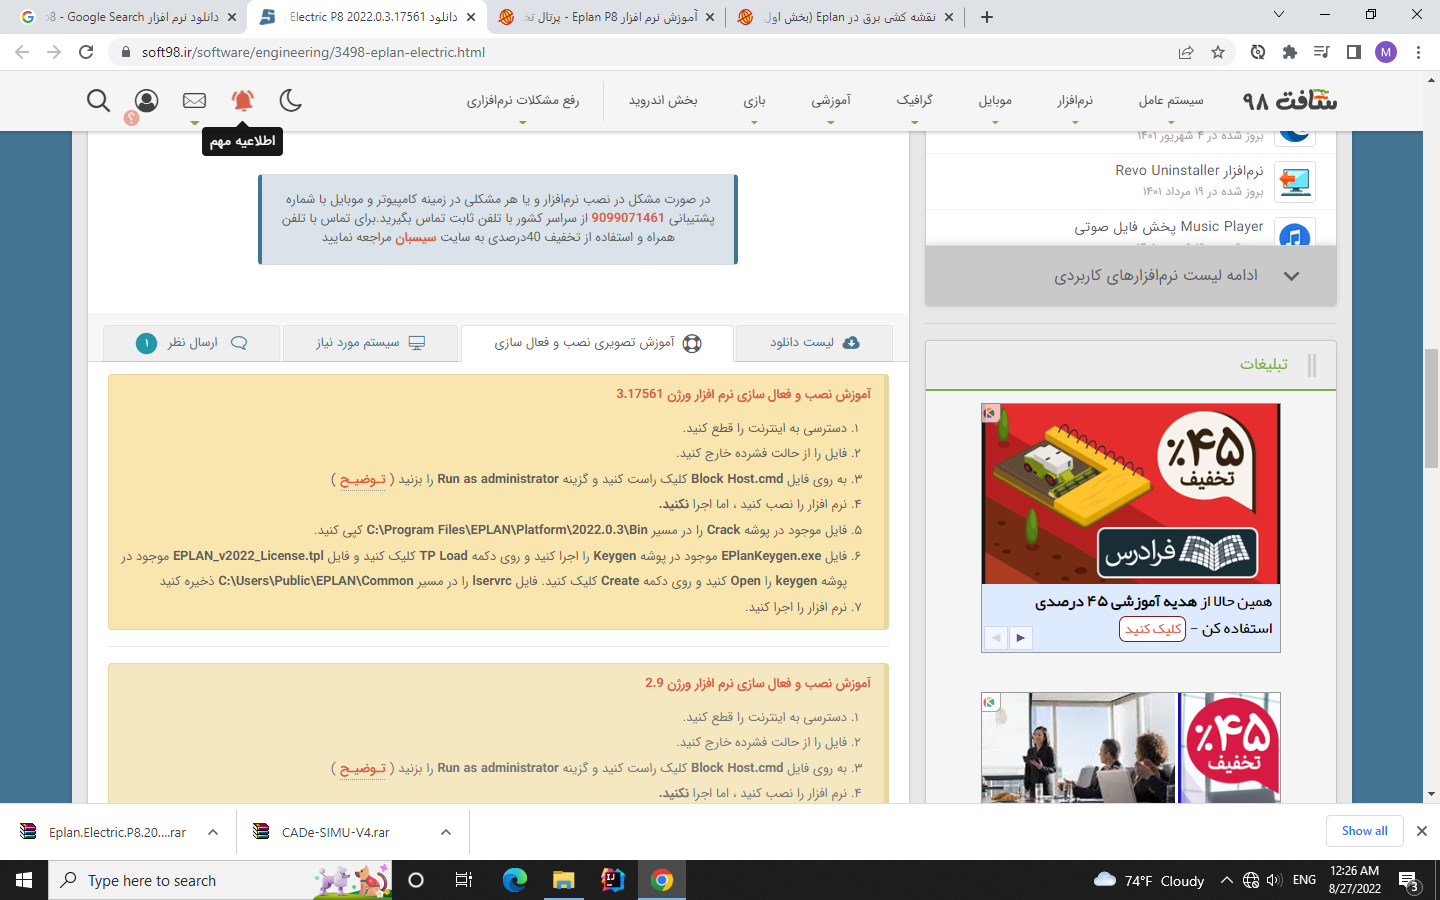 دانلود نرم افزار p8 - Google Search
دانلود Electric P8 2022.0.3.17561
آموزش نرم افزار Eplan P8 - پرتال تخ
نقشه کشی برق در Eplan (بخش اول
soft98.ir/software/engineering/3498-eplan-electric.html
M
سافت ۹۸
سیستم عامل
نرم‌افزار
موبایل
گرافیک
آموزشی
بازی
بخش اندروید
رفع مشکلات نرم‌افزاری
؟
اطلاعیه مهم
بروز شده در ۴ شهریور ۱۴۰۱
نرم‌افزار Revo Uninstaller
بروز شده در ۱۹ مرداد ۱۴۰۱
Music Player پخش فایل صوتی
ادامه لیست نرم‌افزارهای کاربردی
تبلیغات
۴۵٪
تخفیف
فرادرس
همین حالا از هدیه آموزشی ۴۵ درصدی
استفاده کن - کلیک کنید
۴۵٪
تخفیف
در صورت مشکل در نصب نرم‌افزار و یا هر مشکلی در زمینه کامپیوتر و موبایل با شماره
پشتیبانی 9099071461 از سراسر کشور با تلفن ثابت تماس بگیرید.برای تماس با تلفن
همراه و استفاده از تخفیف 40درصدی به سایت سیسبان مراجعه نمایید
لیست دانلود
آموزش تصویری نصب و فعال سازی
سیستم مورد نیاز
ارسال نظر ۱
آموزش نصب و فعال سازی نرم افزار ورژن 3.17561
۱. دسترسی به اینترنت را قطع کنید.
۲. فایل را از حالت فشرده خارج کنید.
۳. به روی فایل Block Host.cmd کلیک راست کنید و گزینه Run as administrator را بزنید ( تـوضیـح )
۴. نرم افزار را نصب کنید ، اما اجرا نکنید.
۵. فایل موجود در پوشه Crack را در مسیر C:\Program Files\EPLAN\Platform\2022.0.3\Bin کپی کنید.
۶. فایل EPlanKeygen.exe موجود در پوشه Keygen را اجرا کنید و روی دکمه TP Load کلیک کنید و فایل EPLAN_v2022_License.tpl موجود در
پوشه keygen را Open کنید و روی دکمه Create کلیک کنید. فایل lservrc را در مسیر C:\Users\Public\EPLAN\Common ذخیره کنید
۷. نرم افزار را اجرا کنید.
آموزش نصب و فعال سازی نرم افزار ورژن 2.9
۱. دسترسی به اینترنت را قطع کنید.
۲. فایل را از حالت فشرده خارج کنید.
۳. به روی فایل Block Host.cmd کلیک راست کنید و گزینه Run as administrator را بزنید ( تـوضیـح )
۴. نرم افزار را نصب کنید ، اما اجرا نکنید.
Eplan.Electric.P8.20....rar
CADe-SIMU-V4.rar
Show all
Type here to search
74°F Cloudy
ENG
12:26 AM
8/27/2022
3